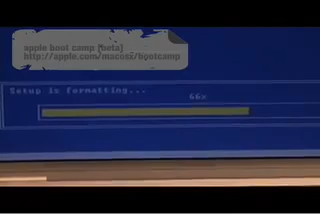 apple boot camp {beta}
http://apple.com/macosx/bootcamp
Setup is formatting...
66%